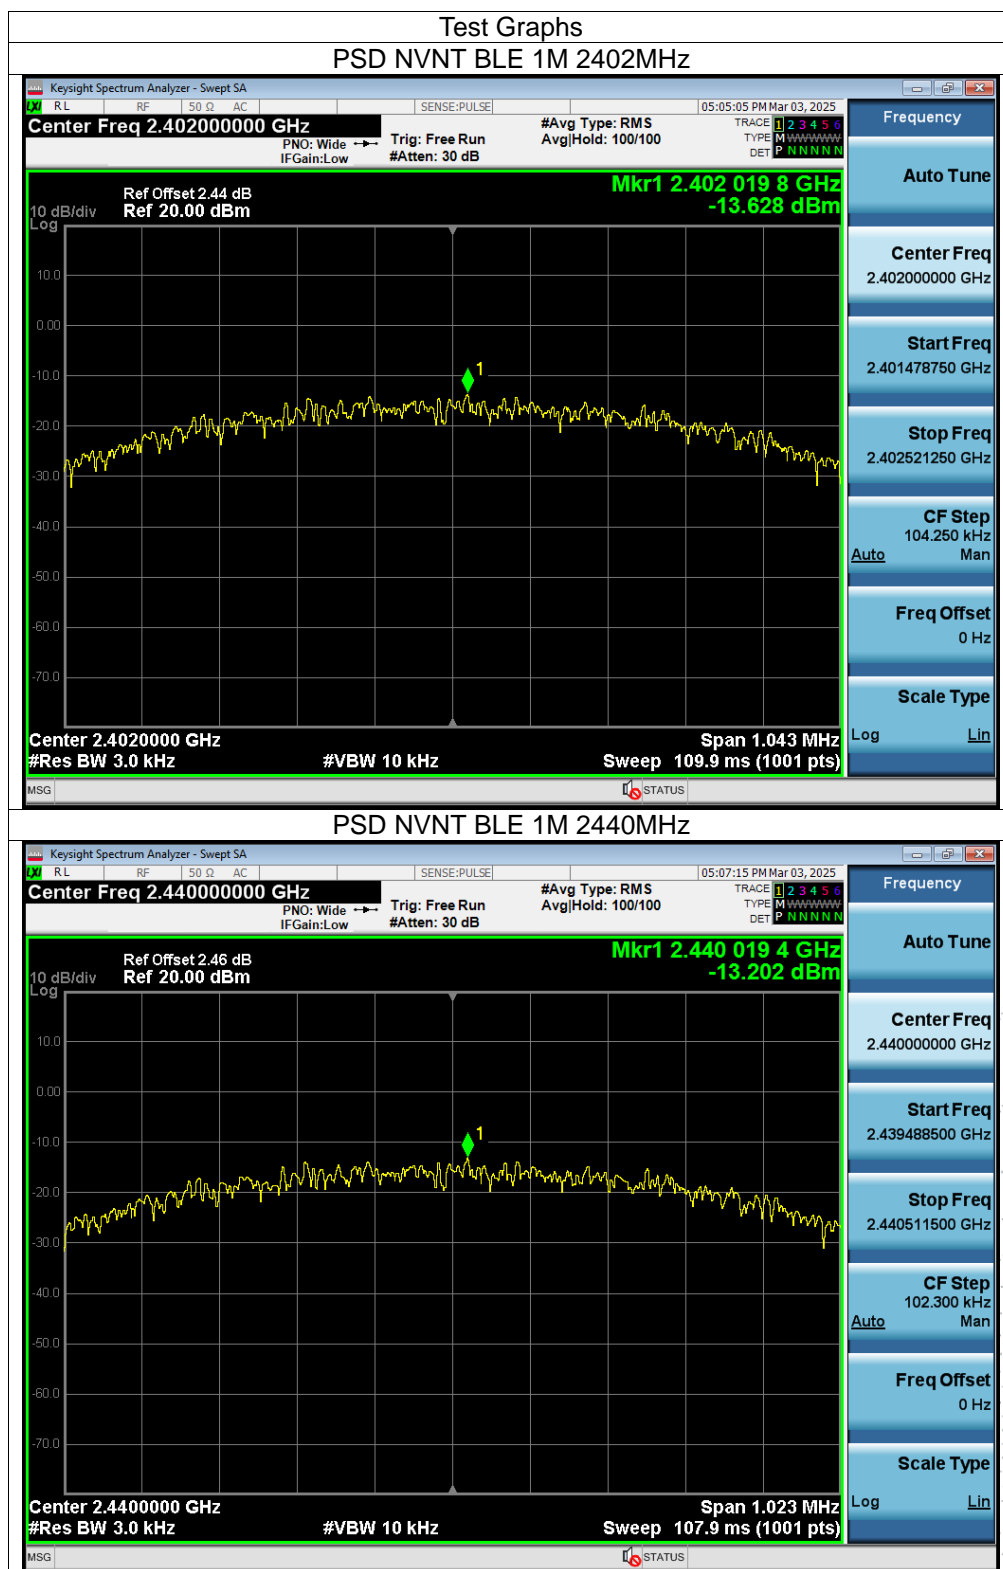 Test Graphs
PSD NVNT BLE 1M 2402MHz
Keysight Spectrum Analyzer - Swept SA
LXI RL RF 50 Ω AC SENSE:PULSE 05:05:05 PM Mar 03, 2025
Center Freq 2.402000000 GHz
PNO: Wide
IFGain:Low
Trig: Free Run
#Atten: 30 dB
#Avg Type: RMS
Avg|Hold: 100/100
TRACE 1 2 3 4 5 6
TYPE M WWWWW
DET P N N N N N
Frequency
Mkr1 2.402 019 8 GHz
-13.628 dBm
Ref Offset 2.44 dB
10 dB/div Ref 20.00 dBm
Log
10.0
0.00
-10.0
-20.0
-30.0
-40.0
-50.0
-60.0
-70.0
1
Center 2.4020000 GHz Span 1.043 MHz
#Res BW 3.0 kHz #VBW 10 kHz Sweep 109.9 ms (1001 pts)
Auto Tune
Center Freq
2.402000000 GHz
Start Freq
2.401478750 GHz
Stop Freq
2.402521250 GHz
CF Step
104.250 kHz
Auto Man
Freq Offset
0 Hz
Scale Type
Log Lin
MSG STATUS
PSD NVNT BLE 1M 2440MHz
Keysight Spectrum Analyzer - Swept SA
LXI RL RF 50 Ω AC SENSE:PULSE 05:07:15 PM Mar 03, 2025
Center Freq 2.440000000 GHz
PNO: Wide
IFGain:Low
Trig: Free Run
#Atten: 30 dB
#Avg Type: RMS
Avg|Hold: 100/100
TRACE 1 2 3 4 5 6
TYPE M WWWWW
DET P N N N N N
Frequency
Mkr1 2.440 019 4 GHz
-13.202 dBm
Ref Offset 2.46 dB
10 dB/div Ref 20.00 dBm
Log
10.0
0.00
-10.0
-20.0
-30.0
-40.0
-50.0
-60.0
-70.0
1
Center 2.4400000 GHz Span 1.023 MHz
#Res BW 3.0 kHz #VBW 10 kHz Sweep 107.9 ms (1001 pts)
Auto Tune
Center Freq
2.440000000 GHz
Start Freq
2.439488500 GHz
Stop Freq
2.440511500 GHz
CF Step
102.300 kHz
Auto Man
Freq Offset
0 Hz
Scale Type
Log Lin
MSG STATUS